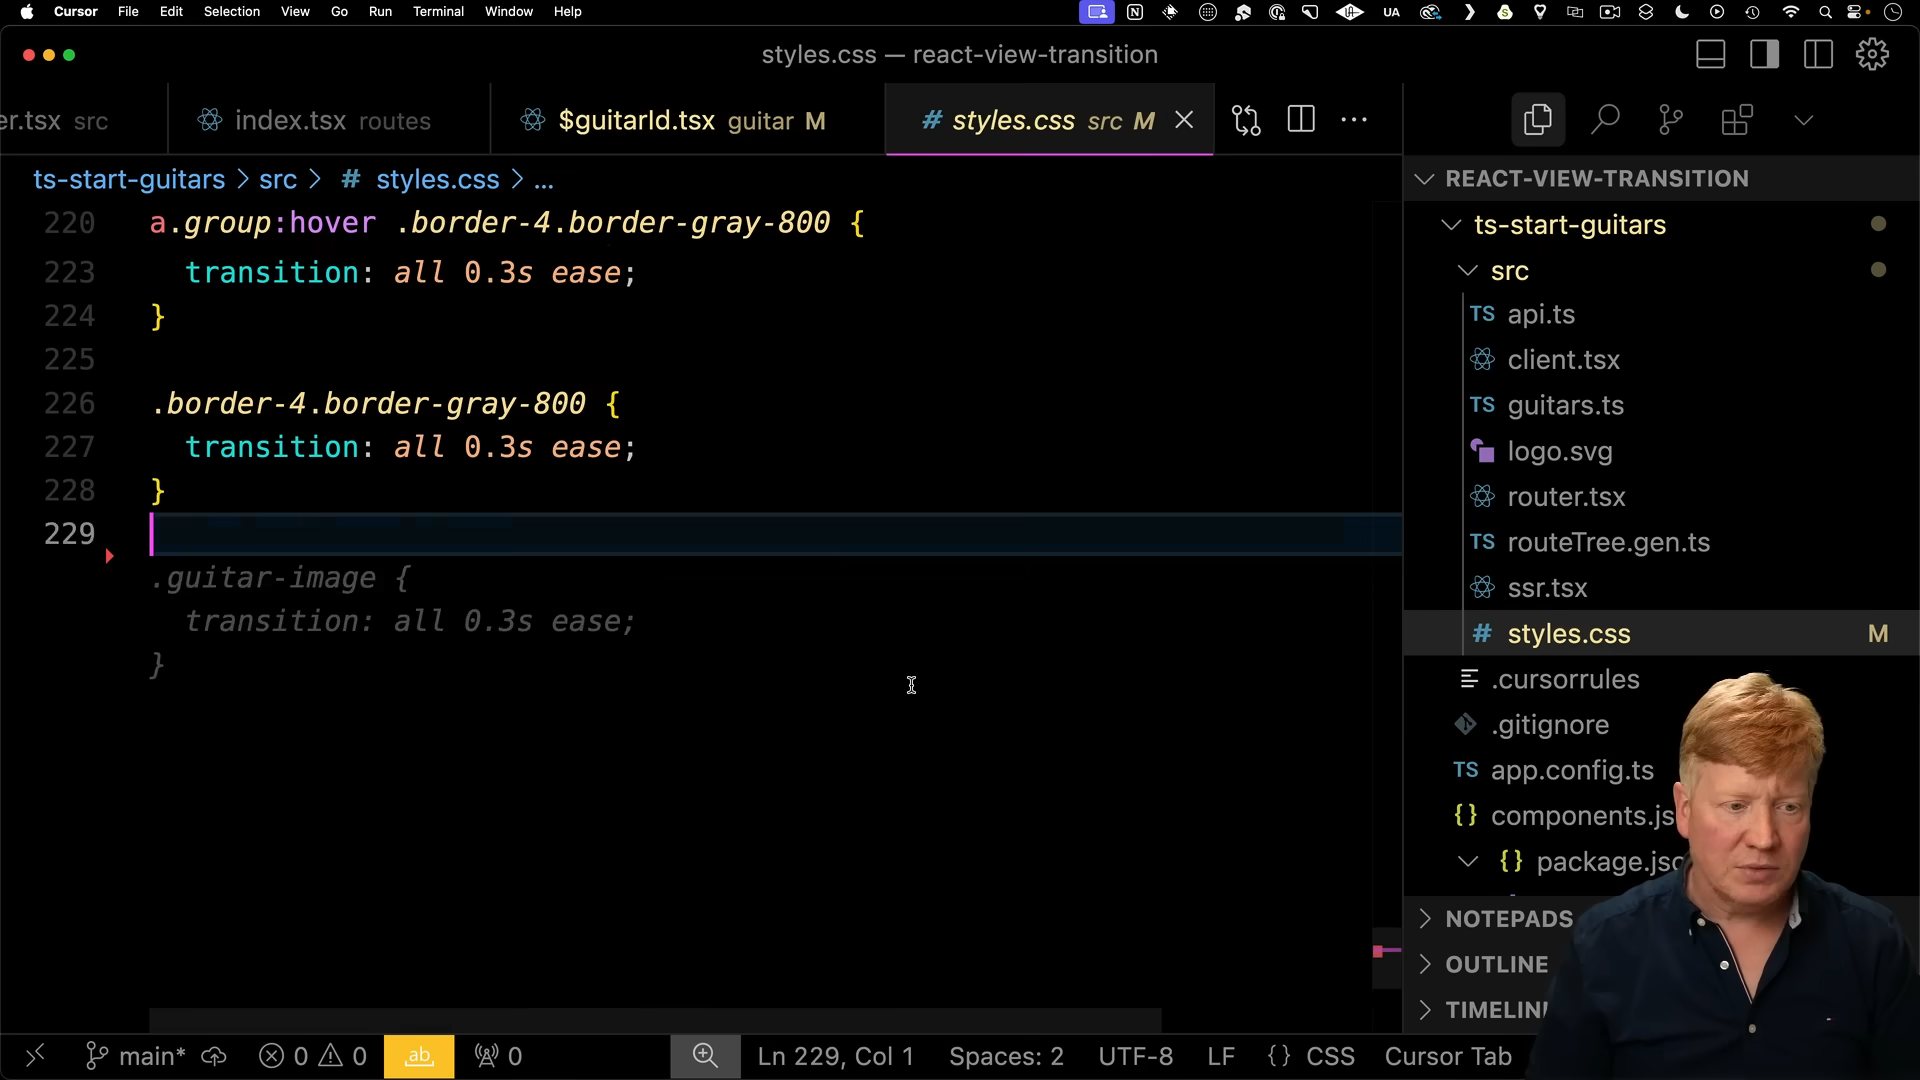 Cursor File Edit Selection View Go Run Terminal Window Help
UA
styles.css — react-view-transition
er.tsx src
index.tsx routes
$guitarId.tsx guitar M
# styles.css src M
ts-start-guitars > src > # styles.css > ...
220 a.group:hover .border-4.border-gray-800 {
223 transition: all 0.3s ease;
224 }
225
226 .border-4.border-gray-800 {
227 transition: all 0.3s ease;
228 }
229
.guitar-image {
transition: all 0.3s ease;
}
REACT-VIEW-TRANSITION
ts-start-guitars
src
TS api.ts
client.tsx
TS guitars.ts
logo.svg
router.tsx
TS routeTree.gen.ts
ssr.tsx
# styles.css M
.cursorrules
.gitignore
TS app.config.ts
{} components.js
{} package.jsc
NOTEPADS
OUTLINE
TIMELIN
main* 0 0 ab 0 Ln 229, Col 1 Spaces: 2 UTF-8 LF {} CSS Cursor Tab